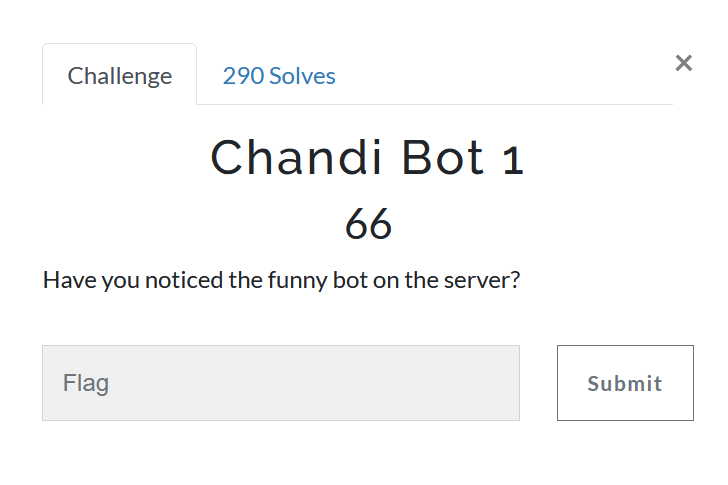 Challenge
290 Solves
×
Chandi Bot 1
66
Have you noticed the funny bot on the server?
Flag
Submit